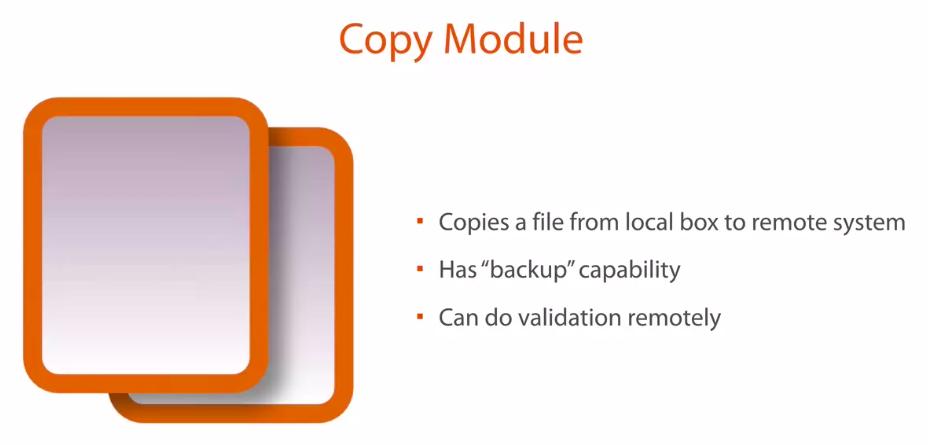 Copy Module
▪ Copies a file from local box to remote system
▪ Has “backup” capability
▪ Can do validation remotely